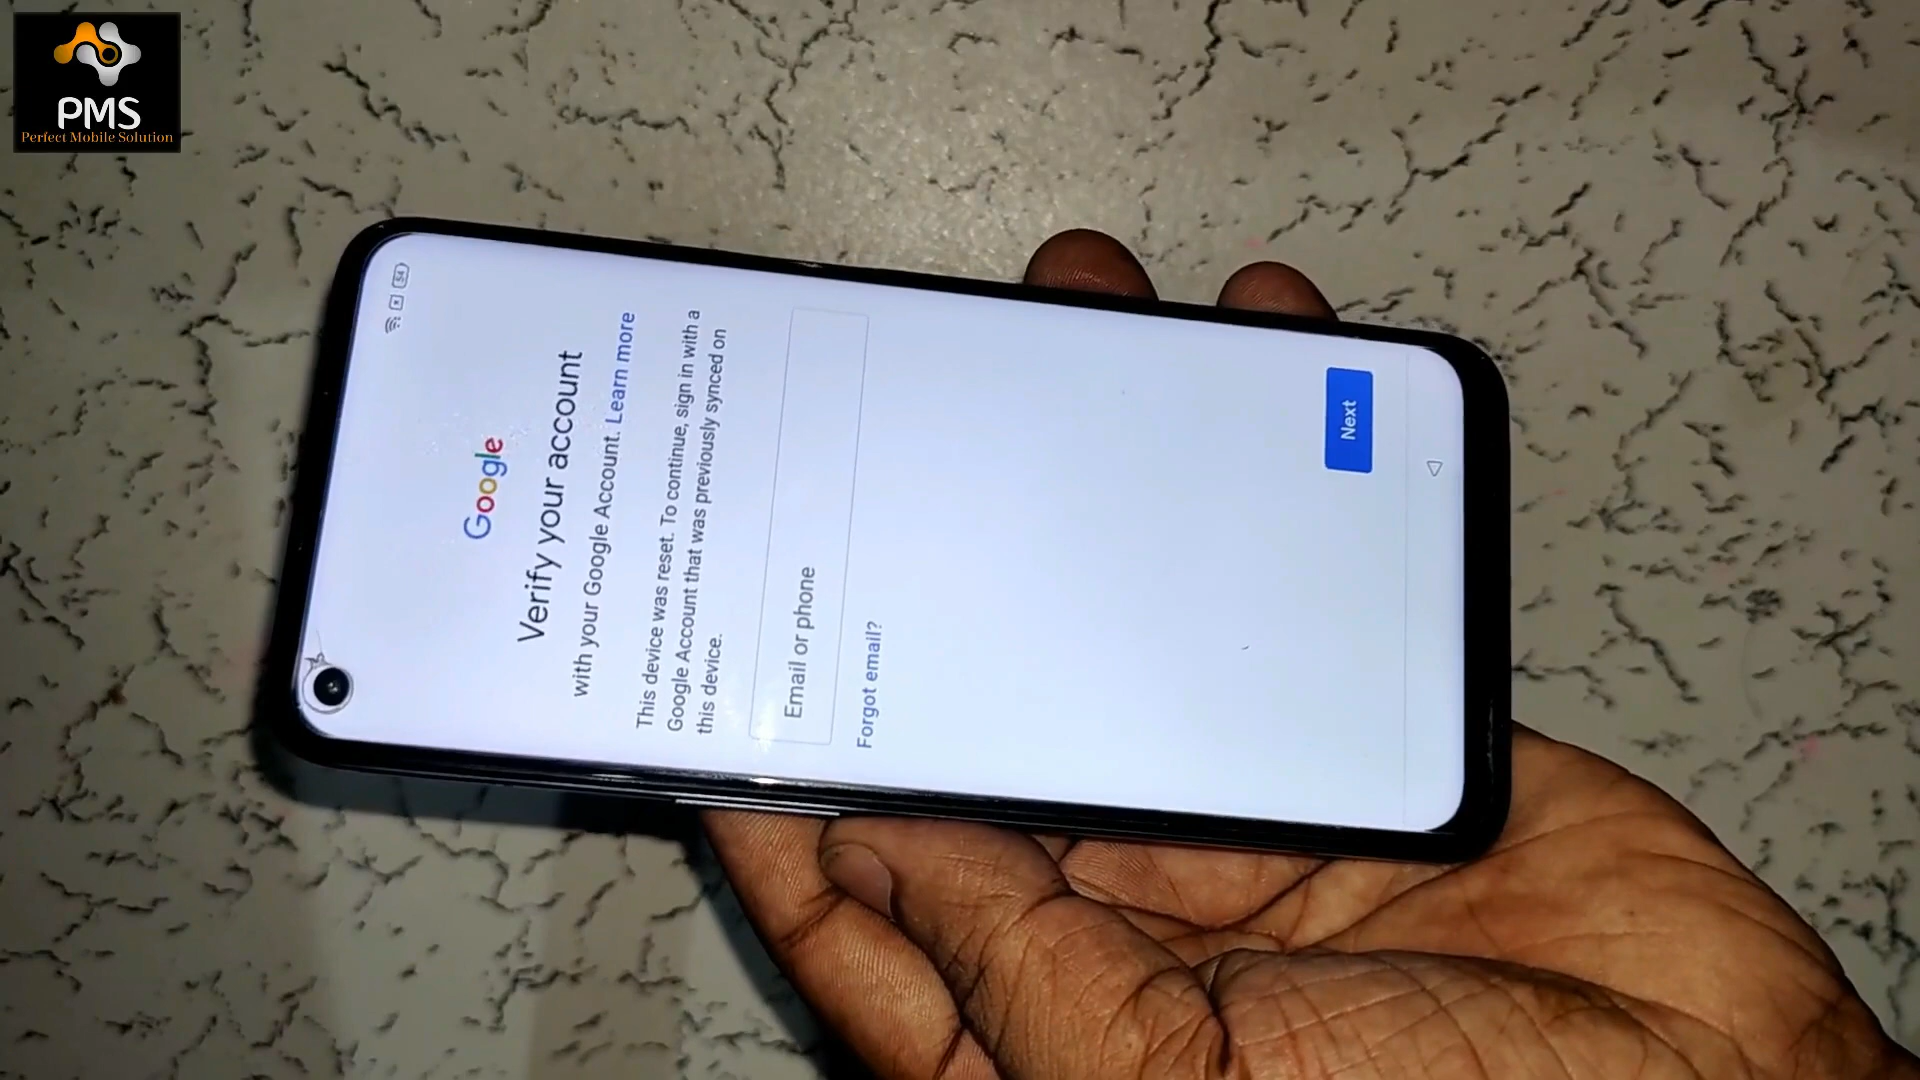 PMS
Perfect Mobile Solution
54
Google
Verify your account
with your Google Account. Learn more
This device was reset. To continue, sign in with a
Google Account that was previously synced on
this device.
Email or phone
Forgot email?
Next